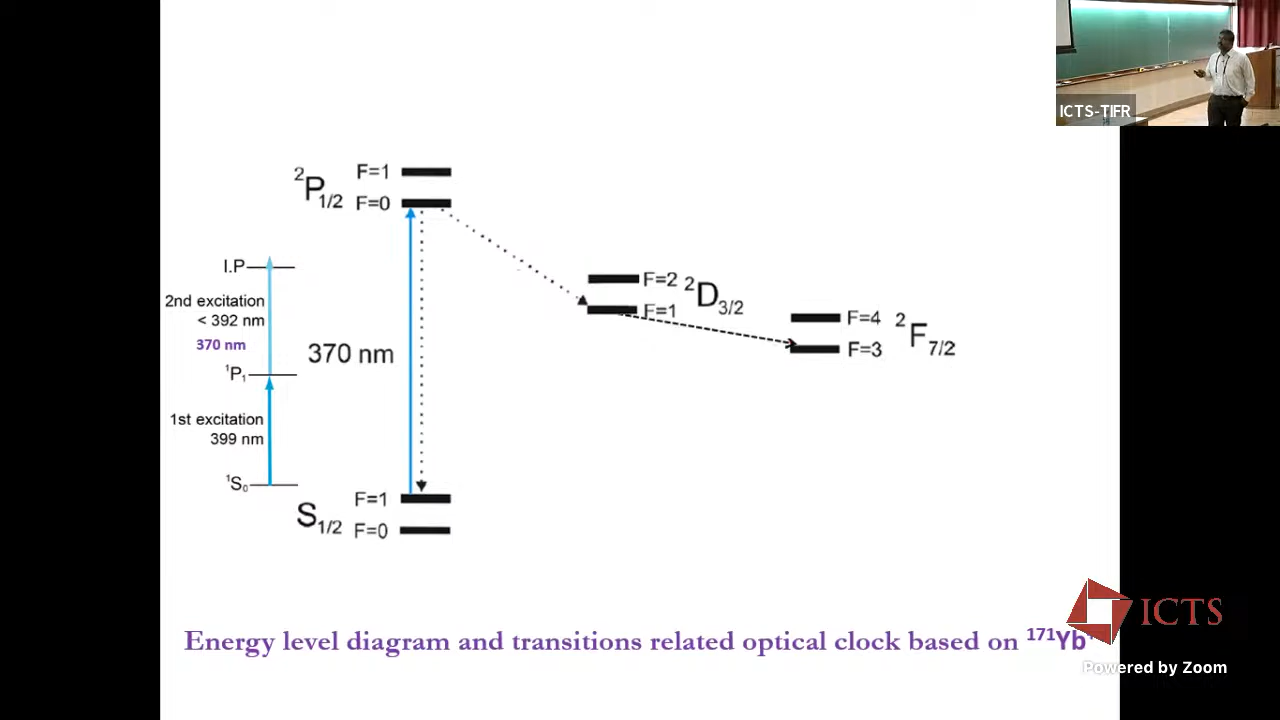 ICTS-TIFR
²P1/2 F=1
F=0
I.P
2nd excitation
< 392 nm
370 nm
¹P₁
1st excitation
399 nm
¹S₀
370 nm
F=2 ²D3/2
F=1
F=4 ²F7/2
F=3
S1/2 F=1
F=0
Energy level diagram and transitions related optical clock based on ¹⁷¹Yb⁺
ICTS
Powered by Zoom